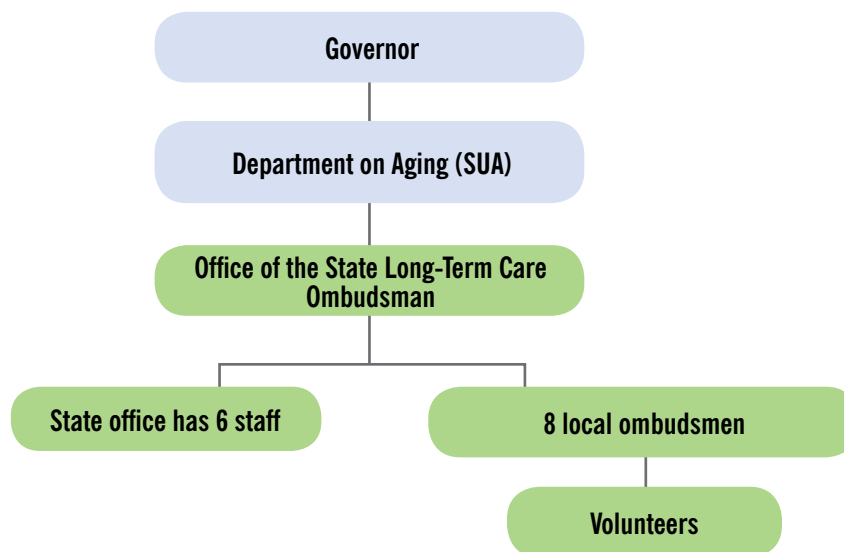 Governor
Department on Aging (SUA)
Office of the State Long-Term Care
Ombudsman
State office has 6 staff
8 local ombudsmen
Volunteers